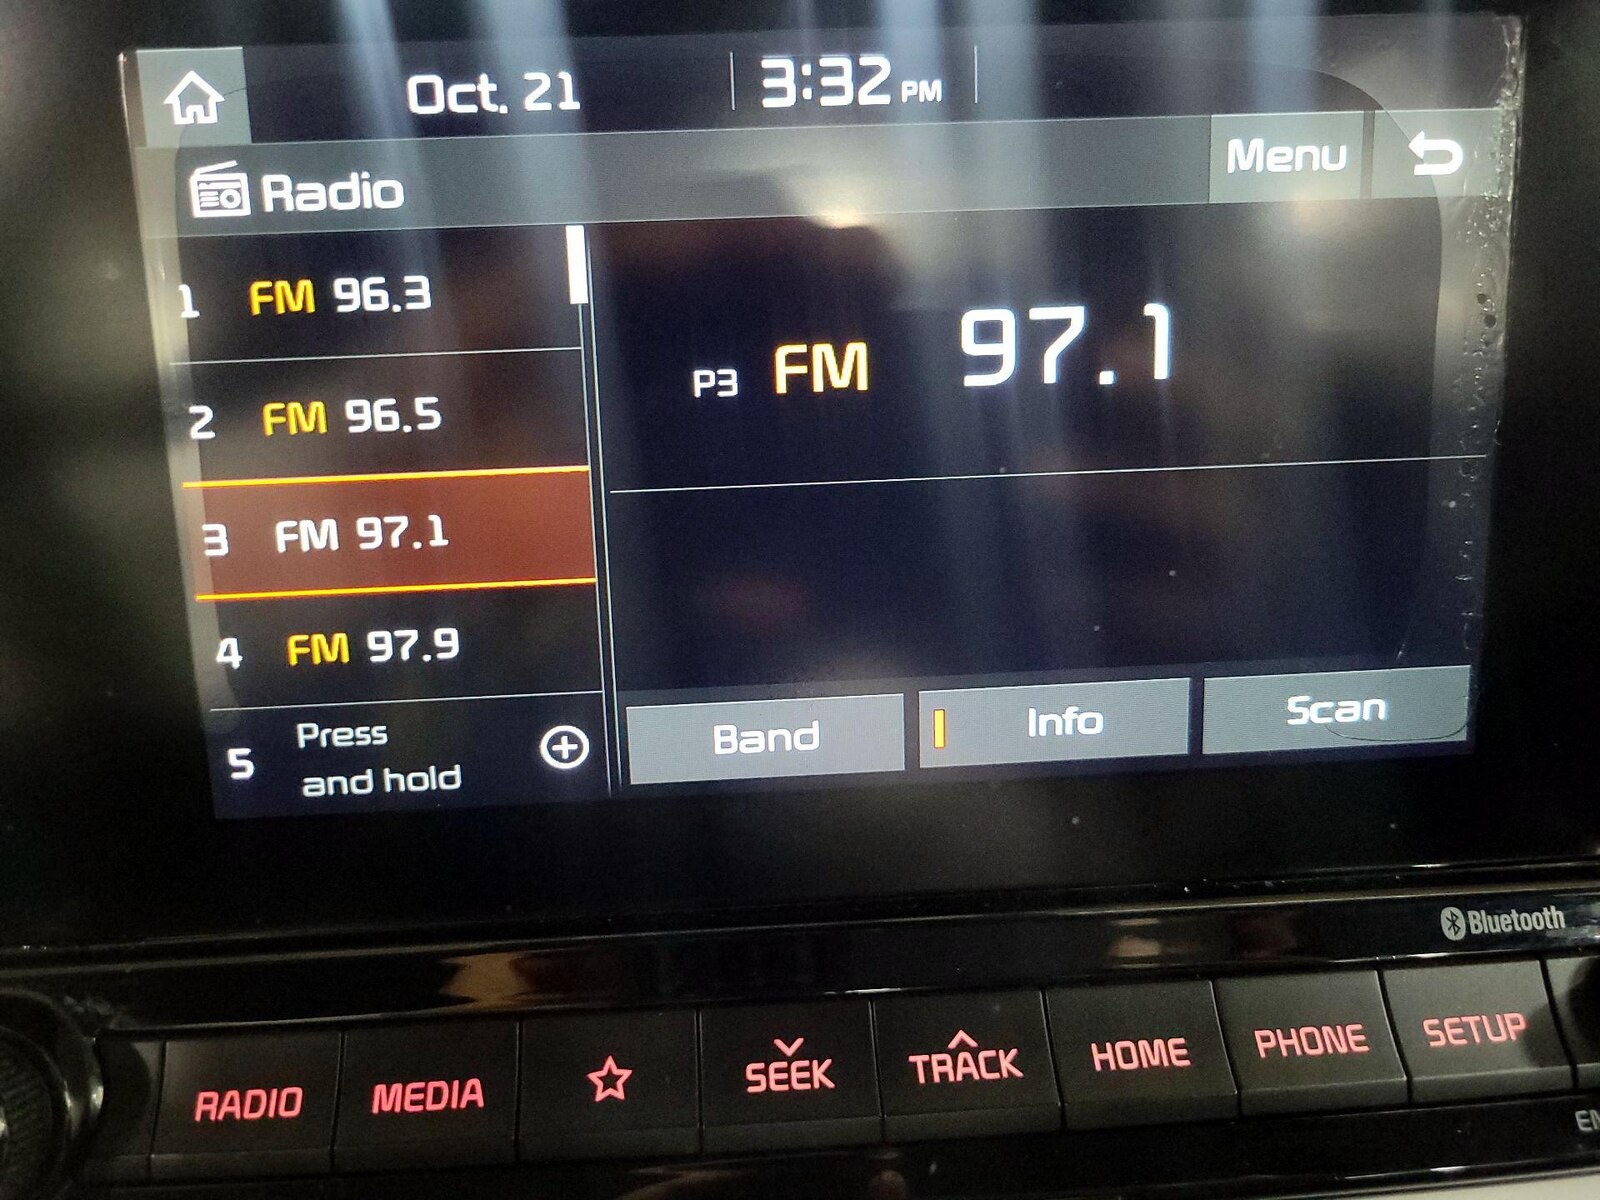 Oct. 21 3:32 PM
Radio Menu
1 FM 96.3
2 FM 96.5
3 FM 97.1
4 FM 97.9
5 Press
and hold
P3 FM 97.1
Band Info Scan
Bluetooth
RADIO MEDIA SEEK TRACK HOME PHONE SETUP